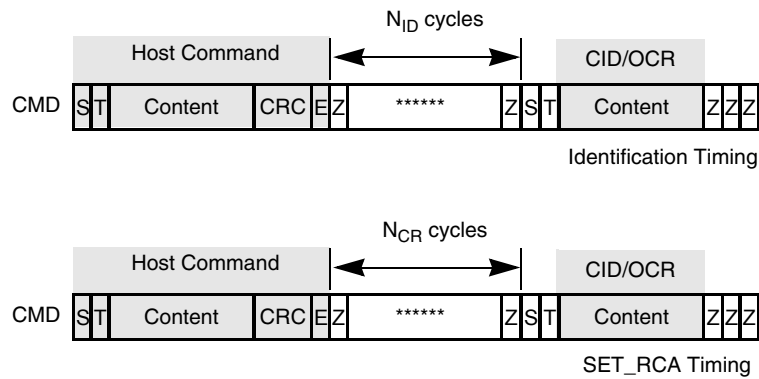 N_ID cycles
Host Command CID/OCR
CMD S T Content CRC E Z ****** Z S T Content Z Z Z
Identification Timing
N_CR cycles
Host Command CID/OCR
CMD S T Content CRC E Z ****** Z S T Content Z Z Z
SET_RCA Timing